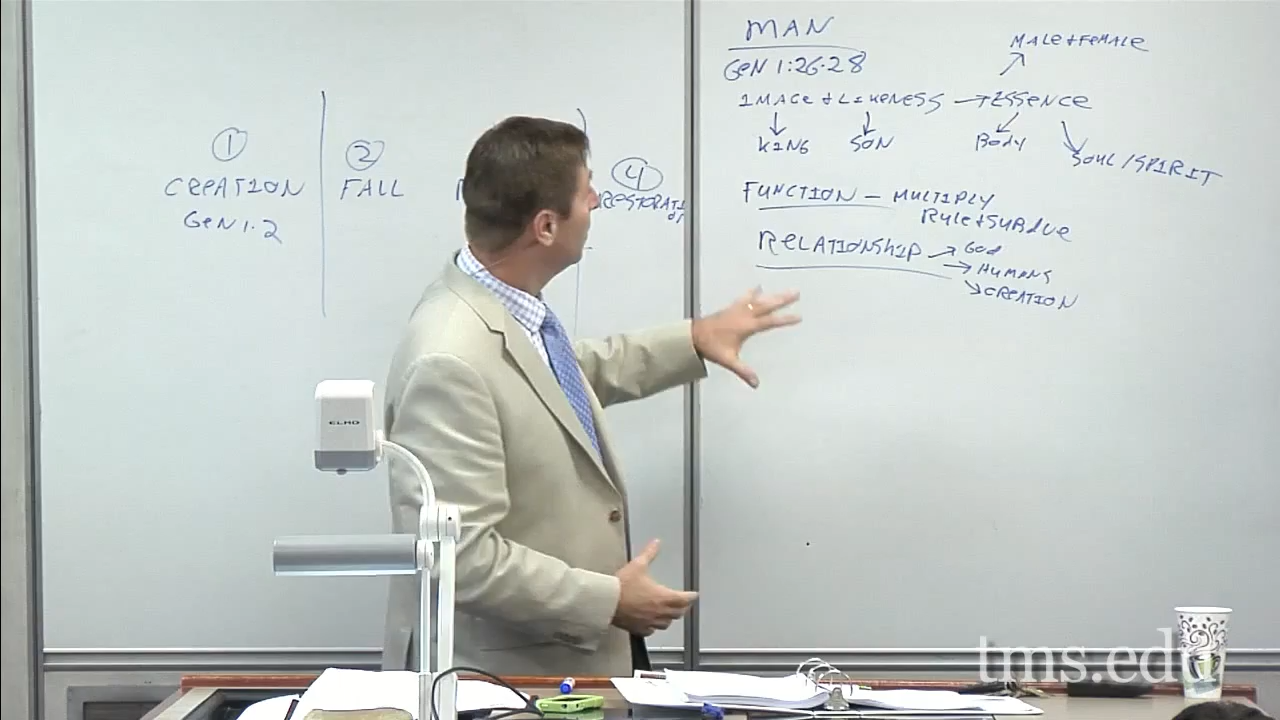 ①
CREATION
GEN 1-2
②
FALL
④
RESTORATI
MAN
GEN 1:26-28
MALE + FEMALE
IMAGE + LIKENESS → ESSENCE
KING SON BODY SOUL/SPIRIT
FUNCTION - MULTIPLY
RULE + SUBDUE
RELATIONSHIP → GOD
→ HUMANS
CREATION
ELMO
tms.edu